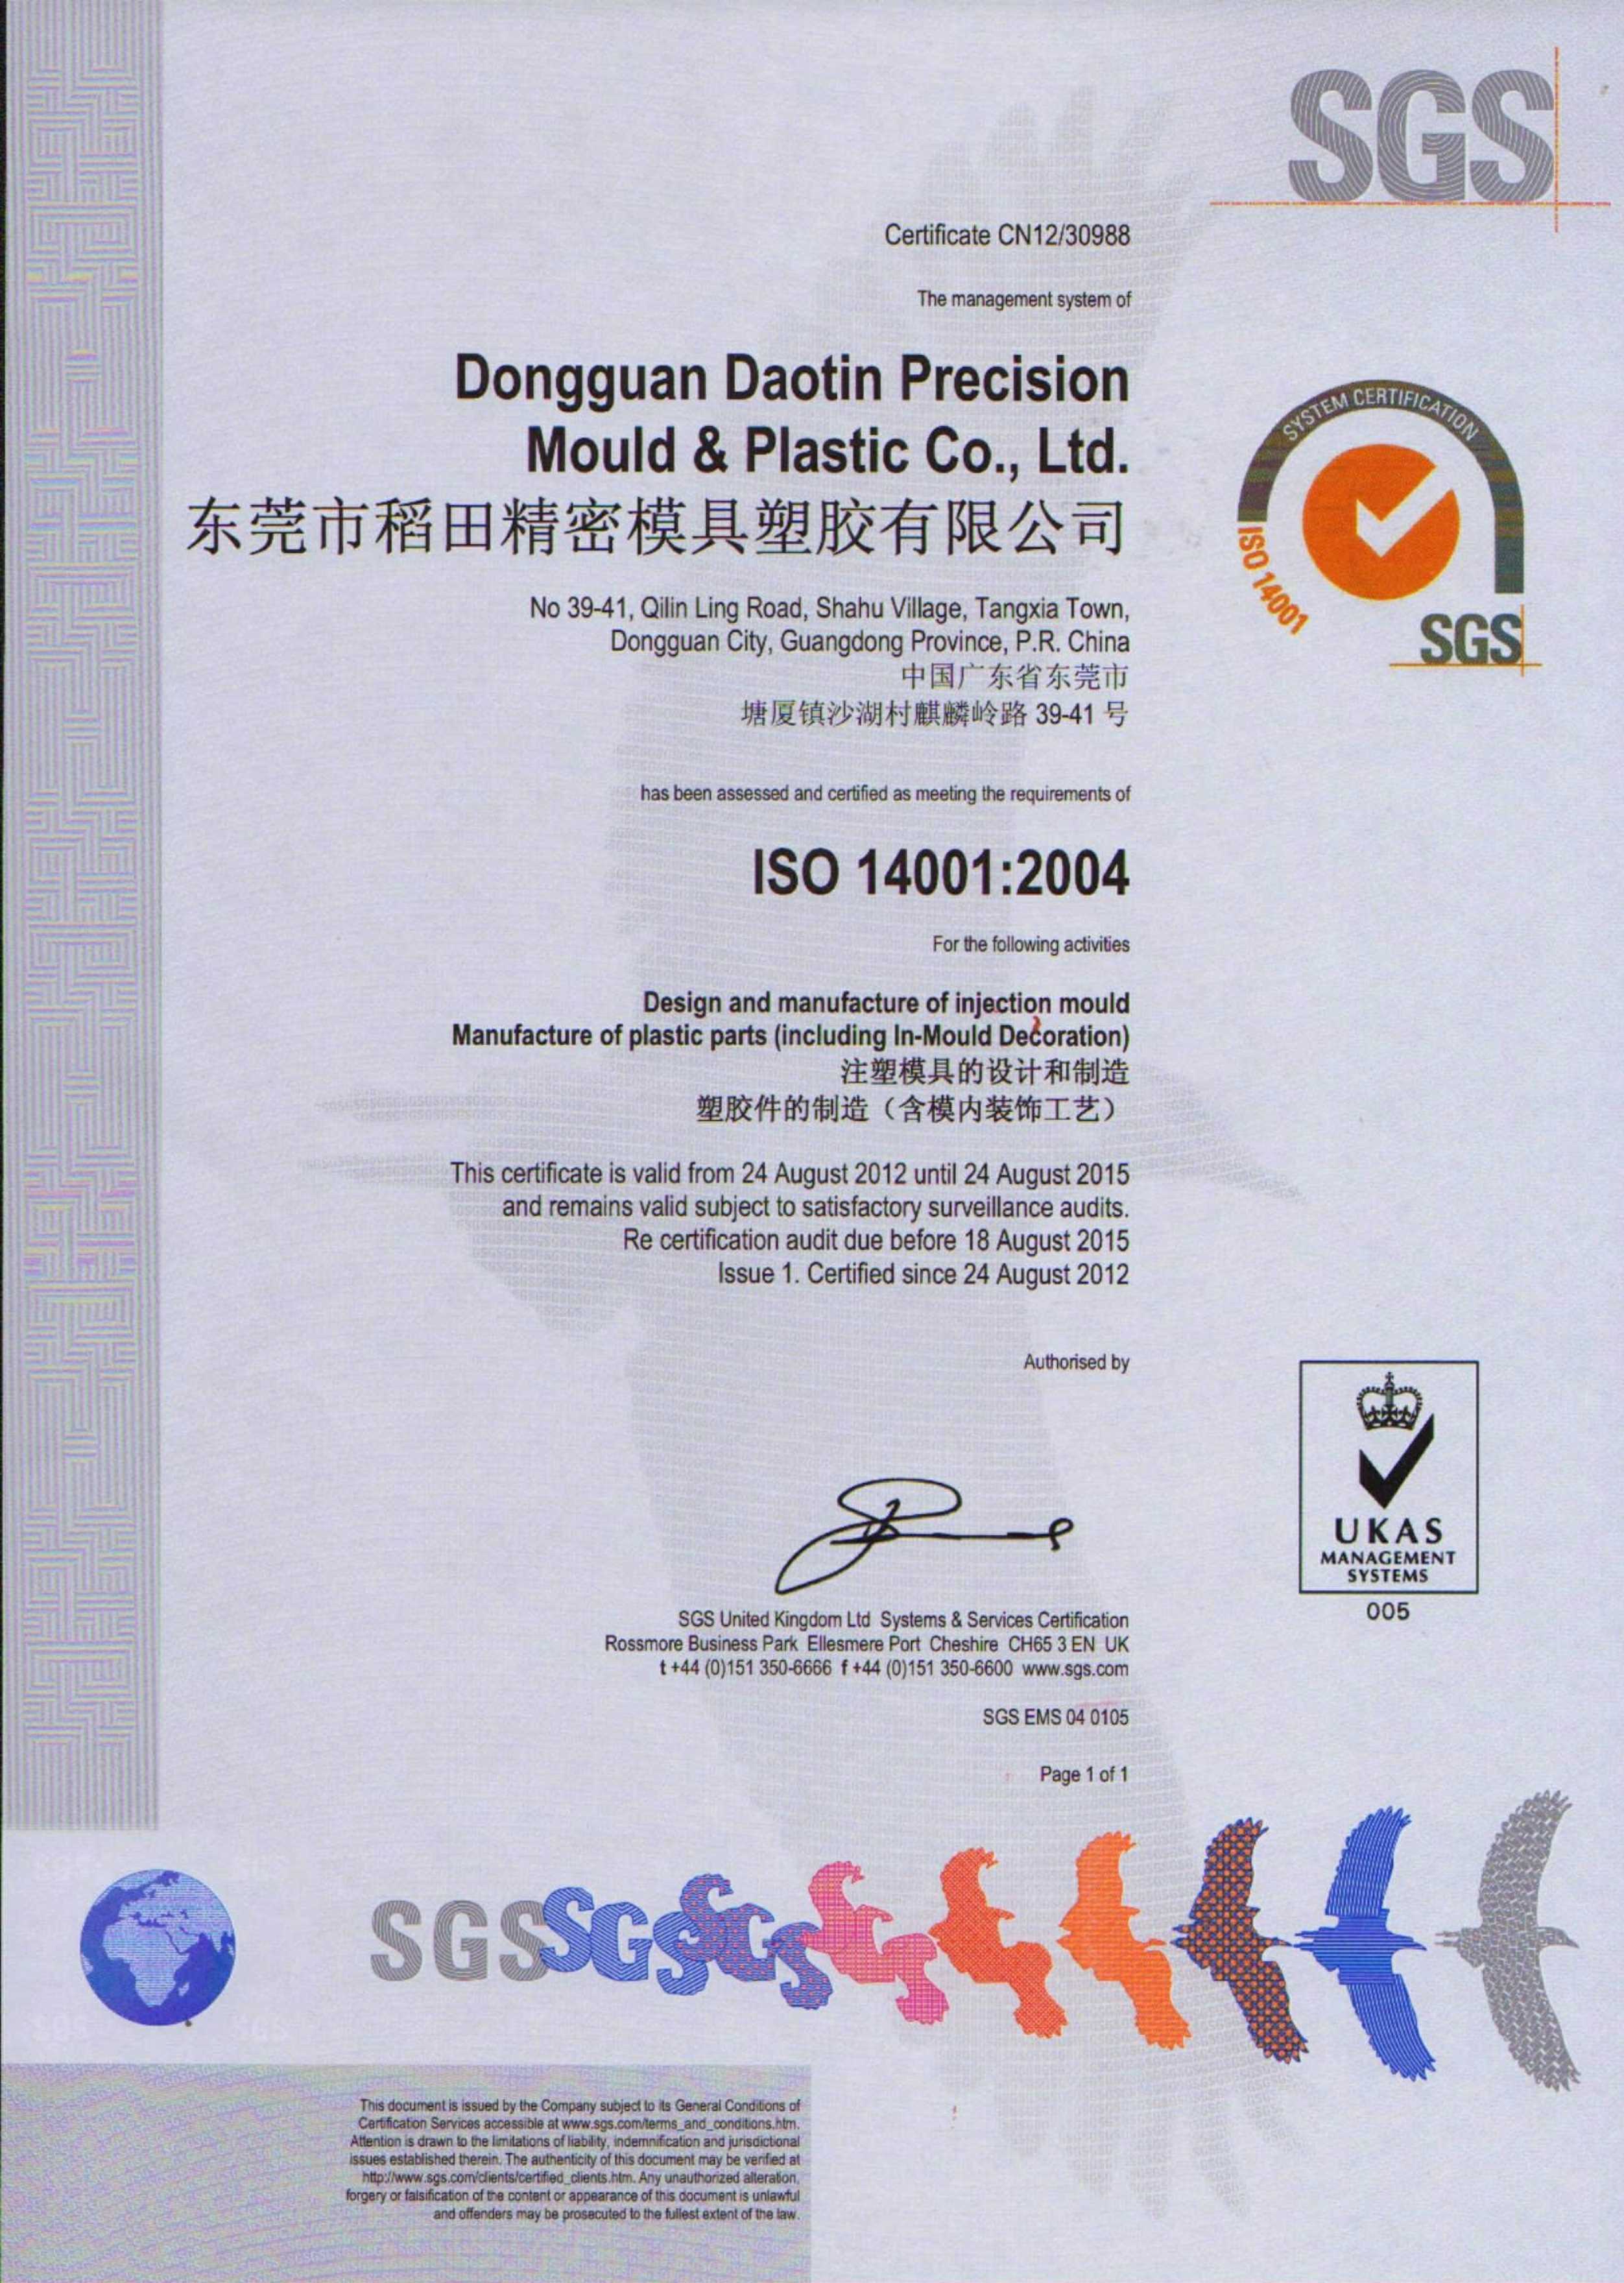 SGS
Certificate CN12/30988
The management system of
Dongguan Daotin Precision
Mould & Plastic Co., Ltd.
东莞市稻田精密模具塑胶有限公司
SYSTEM CERTIFICATION
ISO 14001
SGS
No 39-41, Qilin Ling Road, Shahu Village, Tangxia Town,
Dongguan City, Guangdong Province, P.R. China
中国广东省东莞市
塘厦镇沙湖村麒麟岭路 39-41 号
has been assessed and certified as meeting the requirements of
ISO 14001:2004
For the following activities
Design and manufacture of injection mould
Manufacture of plastic parts (including In-Mould Decoration)
注塑模具的设计和制造
塑胶件的制造（含模内装饰工艺）
This certificate is valid from 24 August 2012 until 24 August 2015
and remains valid subject to satisfactory surveillance audits.
Re certification audit due before 18 August 2015
Issue 1. Certified since 24 August 2012
Authorised by
UKAS
MANAGEMENT
SYSTEMS
005
SGS United Kingdom Ltd Systems & Services Certification
Rossmore Business Park Ellesmere Port Cheshire CH65 3 EN UK
t +44 (0)151 350-6666 f +44 (0)151 350-6600 www.sgs.com
SGS EMS 04 0105
Page 1 of 1
SGSSGSSGS
This document is issued by the Company subject to its General Conditions of
Certification Services accessible at www.sgs.com/terms_and_conditions.htm.
Attention is drawn to the limitations of liability, indemnification and jurisdictional
issues established therein. The authenticity of this document may be verified at
http://www.sgs.com/clients/certified_clients.htm. Any unauthorized alteration,
forgery or falsification of the content or appearance of this document is unlawful
and offenders may be prosecuted to the fullest extent of the law.